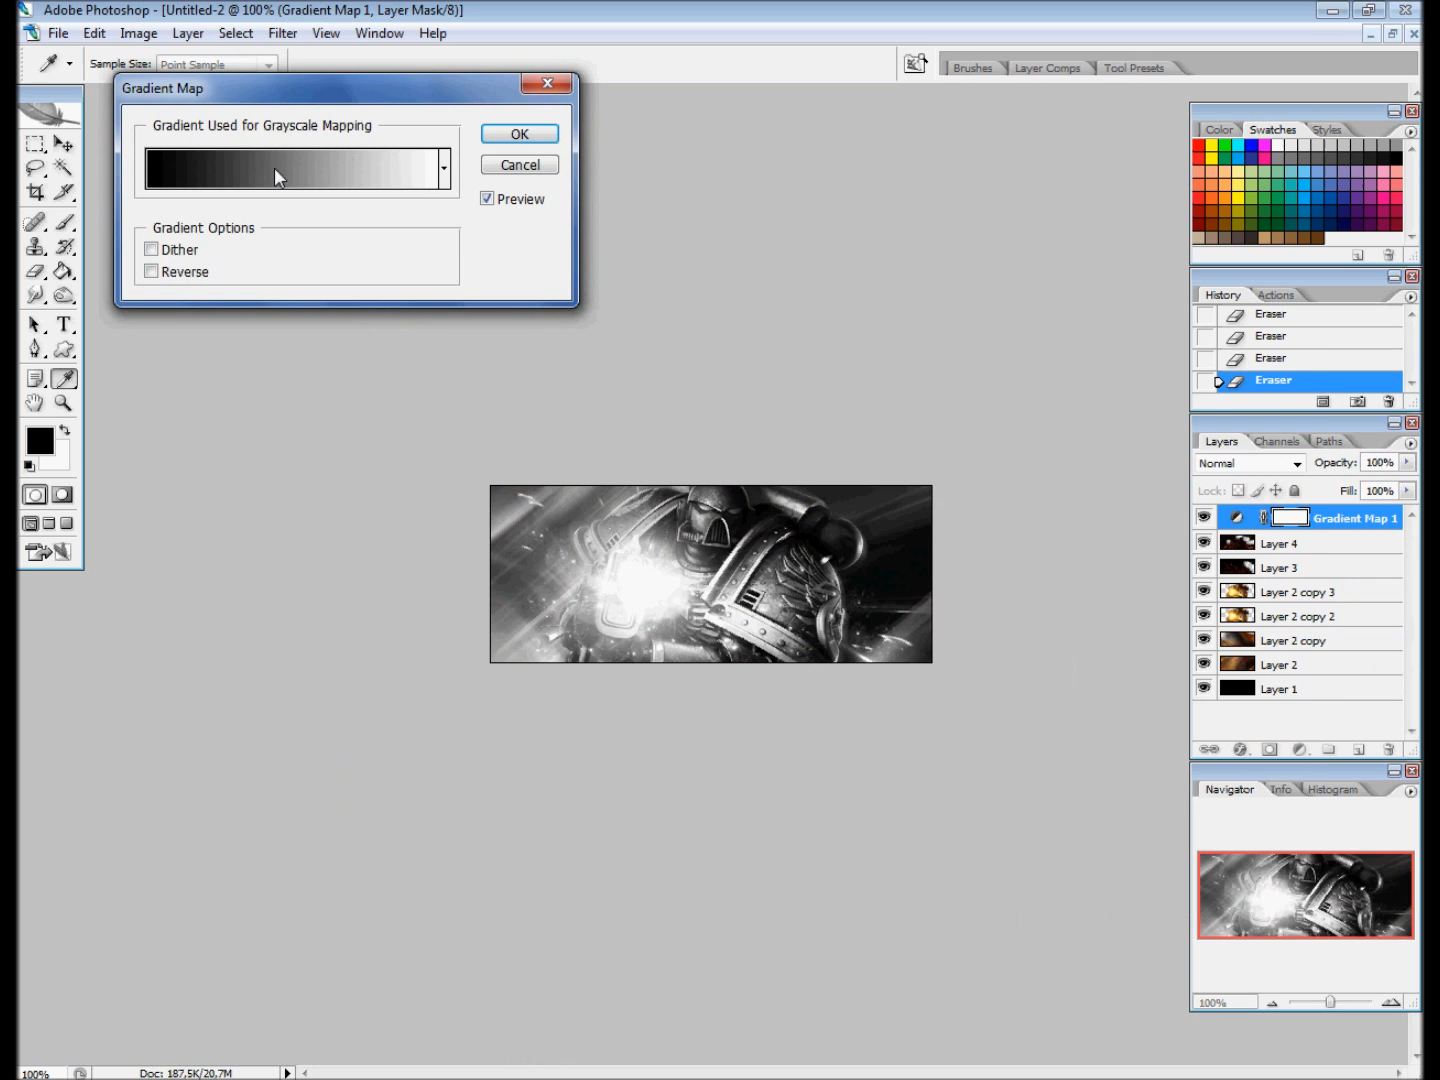 Adobe Photoshop - [Untitled-2 @ 100% (Gradient Map 1, Layer Mask/8)]
File Edit Image Layer Select Filter View Window Help
Sample Size: Point Sample
Brushes Layer Comps Tool Presets
Gradient Map
Gradient Used for Grayscale Mapping
OK
Cancel
Preview
Gradient Options
Dither
Reverse
Color Swatches Styles
History Actions
Eraser
Eraser
Eraser
Eraser
Layers Channels Paths
Normal Opacity: 100%
Lock: Fill: 100%
Gradient Map 1
Layer 4
Layer 3
Layer 2 copy 3
Layer 2 copy 2
Layer 2 copy
Layer 2
Layer 1
Navigator Info Histogram
100%
100% Doc: 187,5K/20,7M